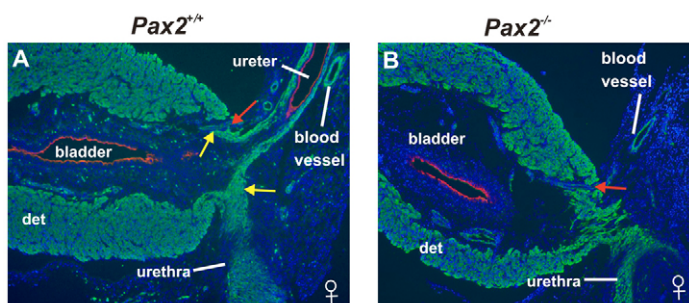 Pax2+/+
Pax2-/-
A
ureter
blood
vessel
bladder
det
urethra
♀
B
blood
vessel
bladder
det
urethra
♀